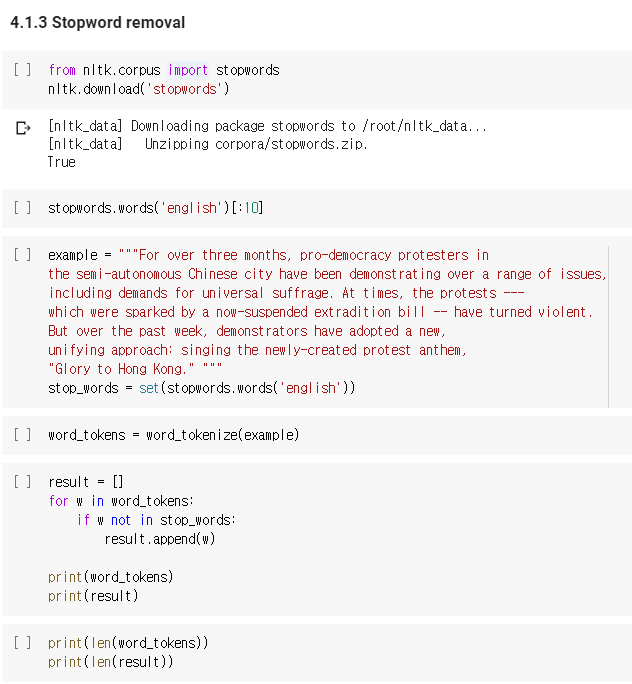 4.1.3 Stopword removal
[ ] from nltk.corpus import stopwords
nltk.download('stopwords')
[nltk_data] Downloading package stopwords to /root/nltk_data...
[nltk_data]   Unzipping corpora/stopwords.zip.
True
[ ] stopwords.words('english')[:10]
[ ] example = """For over three months, pro-democracy protesters in
the semi-autonomous Chinese city have been demonstrating over a range of issues,
including demands for universal suffrage. At times, the protests ---
which were sparked by a now-suspended extradition bill -- have turned violent.
But over the past week, demonstrators have adopted a new,
unifying approach: singing the newly-created protest anthem,
"Glory to Hong Kong." """
stop_words = set(stopwords.words('english'))
[ ] word_tokens = word_tokenize(example)
[ ] result = []
for w in word_tokens:
    if w not in stop_words:
        result.append(w)
print(word_tokens)
print(result)
[ ] print(len(word_tokens))
print(len(result))